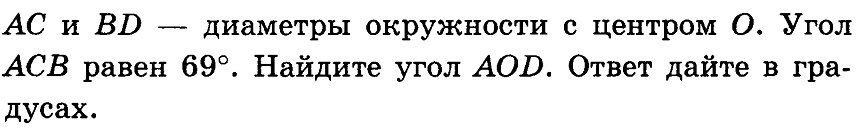 AC и BD — диаметры окружности с центром O. Угол
ACB равен 69°. Найдите угол AOD. Ответ дайте в гра-
дусах.